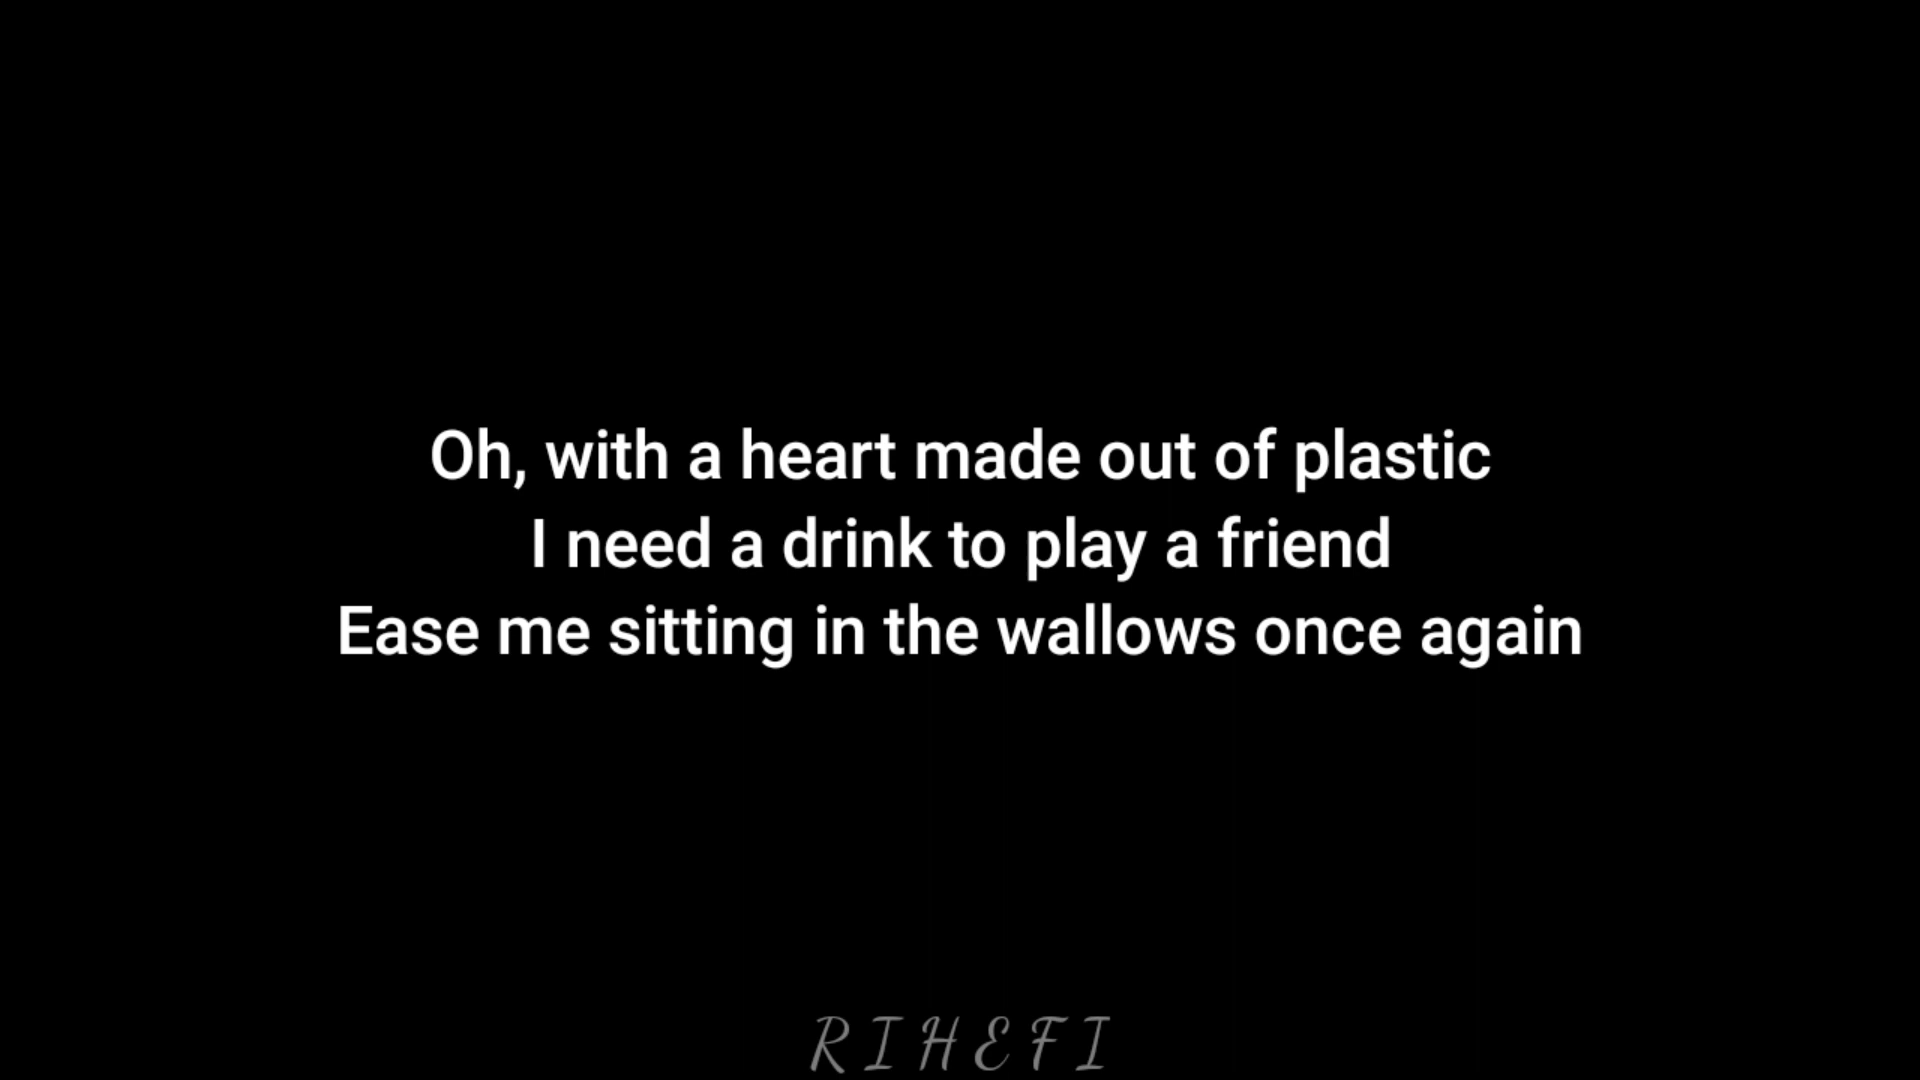 Oh, with a heart made out of plastic
I need a drink to play a friend
Ease me sitting in the wallows once again
RIHEFI